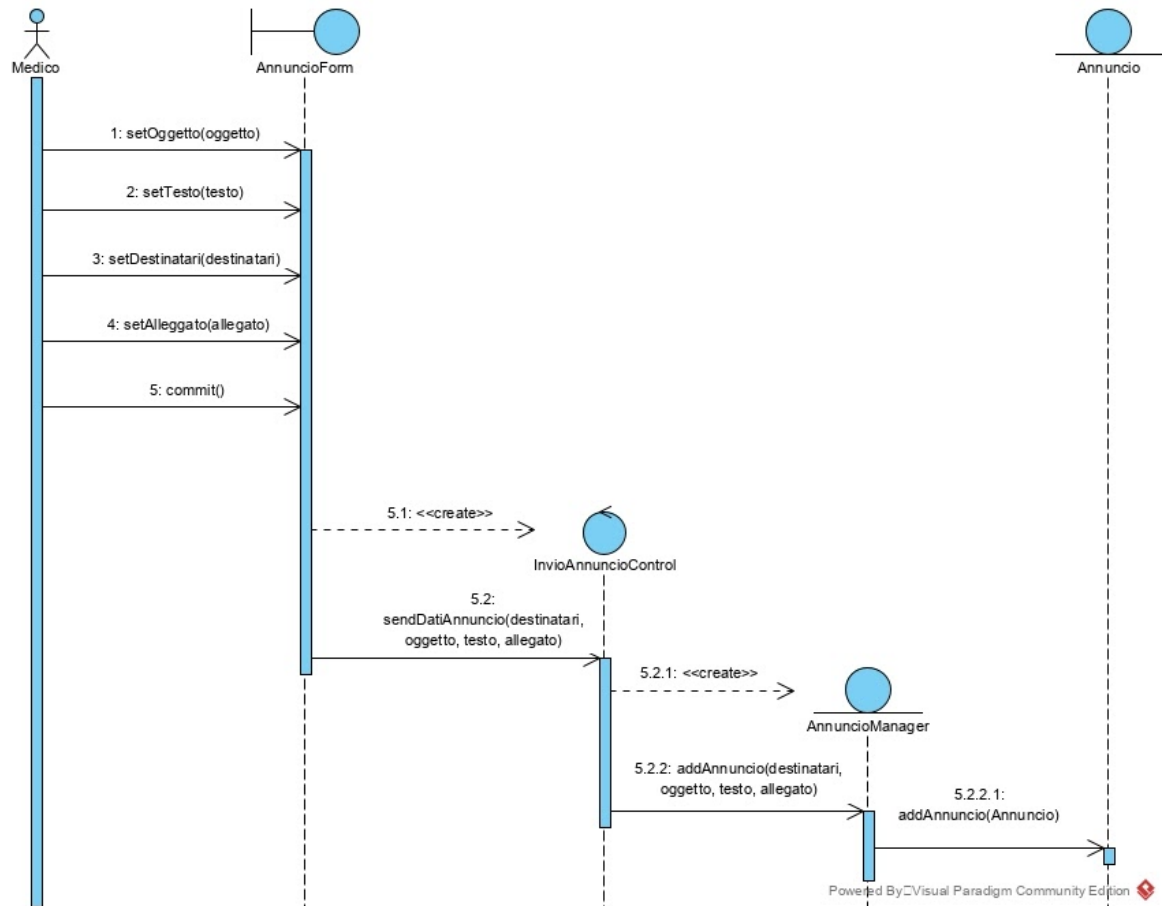 Medico
AnnuncioForm
Annuncio
1: setOggetto(oggetto)
2: setTesto(testo)
3: setDestinatari(destinatari)
4: setAlleggato(allegato)
5: commit()
5.1: <<create>>
InvioAnnuncioControl
5.2:
sendDatiAnnuncio(destinatari,
oggetto, testo, allegato)
5.2.1: <<create>>
AnnuncioManager
5.2.2: addAnnuncio(destinatari,
oggetto, testo, allegato)
5.2.2.1:
addAnnuncio(Annuncio)
Powered By Visual Paradigm Community Edition